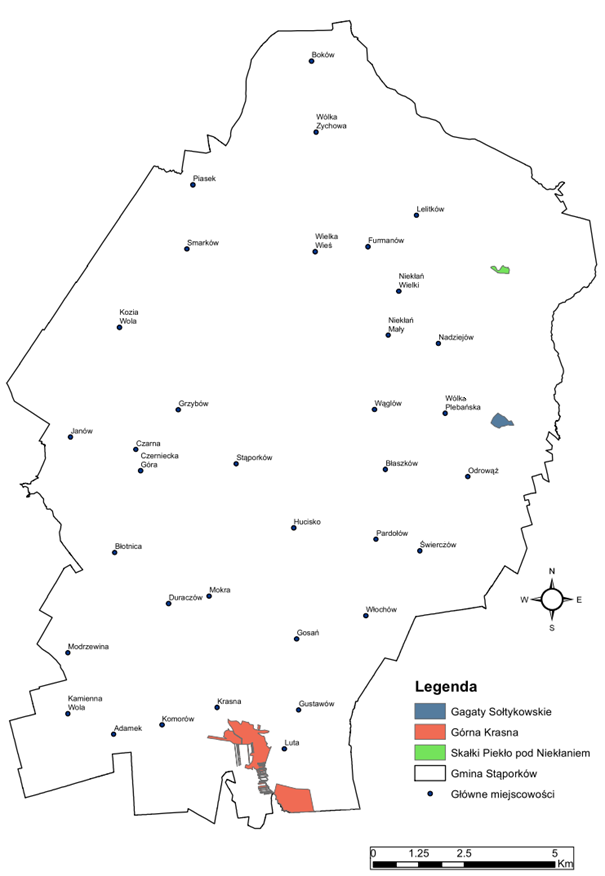 Boków
Wólka
Zychowa
Piasek
Lelitków
Smarków
Wielka
Wieś
Furmanów
Niekłań
Wielki
Kozia
Wola
Niekłań
Mały
Nadziejów
Grzybów
Wąglów
Wólka
Plebańska
Janów
Czarna
Czerniecka
Góra
Stąporków
Błaszków
Odrowąż
Hucisko
Pardołów
Świerczów
Błotnica
Duraczów
Mokra
Włochów
N
W
E
S
Gosań
Modrzewina
Kamienna
Wola
Adamek
Komorów
Krasna
Gustawów
Luta
Legenda
Gagaty Sołtykowskie
Górna Krasna
Skałki Piekło pod Niekłaniem
Gmina Stąporków
Główne miejscowości
0 1.25 2.5 5
Km